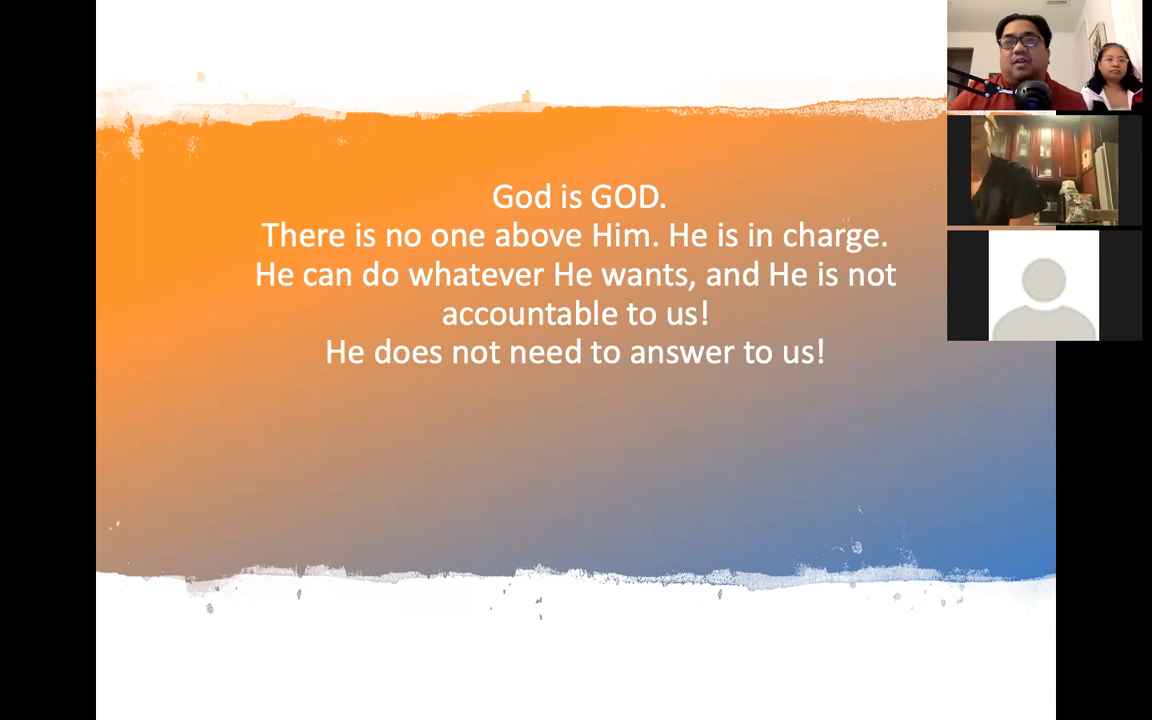 God is GOD.
There is no one above Him. He is in charge.
He can do whatever He wants, and He is not
accountable to us!
He does not need to answer to us!